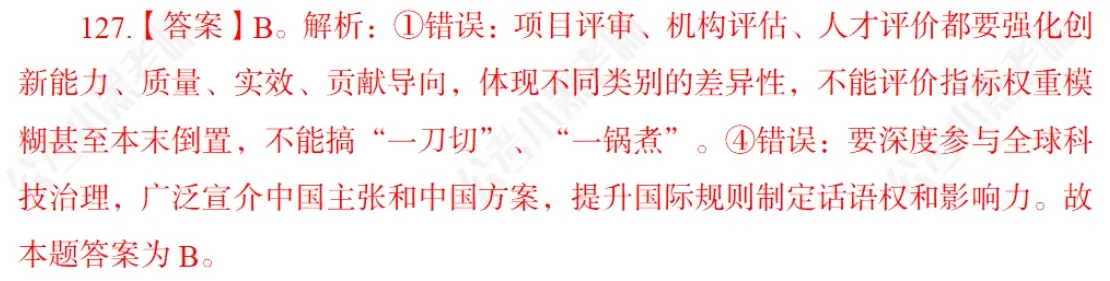 127.【答案】B。解析：①错误：项目评审、机构评估、人才评价都要强化创
新能力、质量、实效、贡献导向，体现不同类别的差异性，不能评价指标权重模
糊甚至本末倒置，不能搞“一刀切”、“一锅煮”。④错误：要深度参与全球科
技治理，广泛宣介中国主张和中国方案，提升国际规则制定话语权和影响力。故
本题答案为 B。